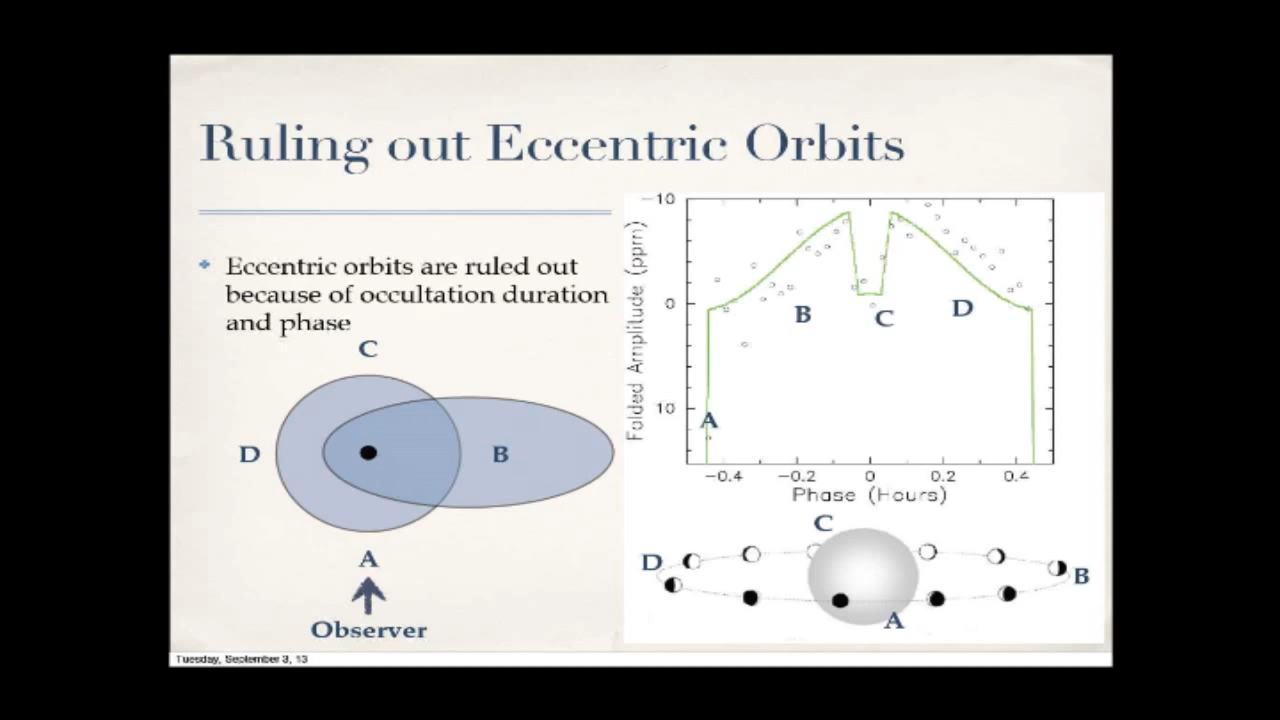 Ruling out Eccentric Orbits
Eccentric orbits are ruled out
because of occultation duration
and phase
C
D
B
A
Observer
Folded Amplitude (ppm)
−10
0
10
B
C
D
A
−0.4
−0.2
0
0.2
0.4
Phase (Hours)
C
D
B
A
Tuesday, September 3, 13